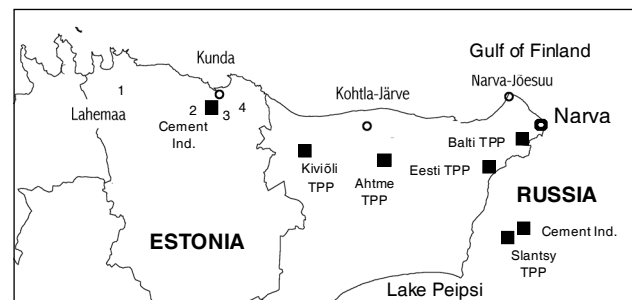 Gulf of Finland
Kunda
Narva-Jõesuu
1
Kohtla-Järve
2
3
4
Lahemaa
Cement
Ind.
Narva
Balti TPP
Kiviõli
TPP
Ahtme
TPP
Eesti TPP
RUSSIA
ESTONIA
Cement Ind.
Slantsy
TPP
Lake Peipsi